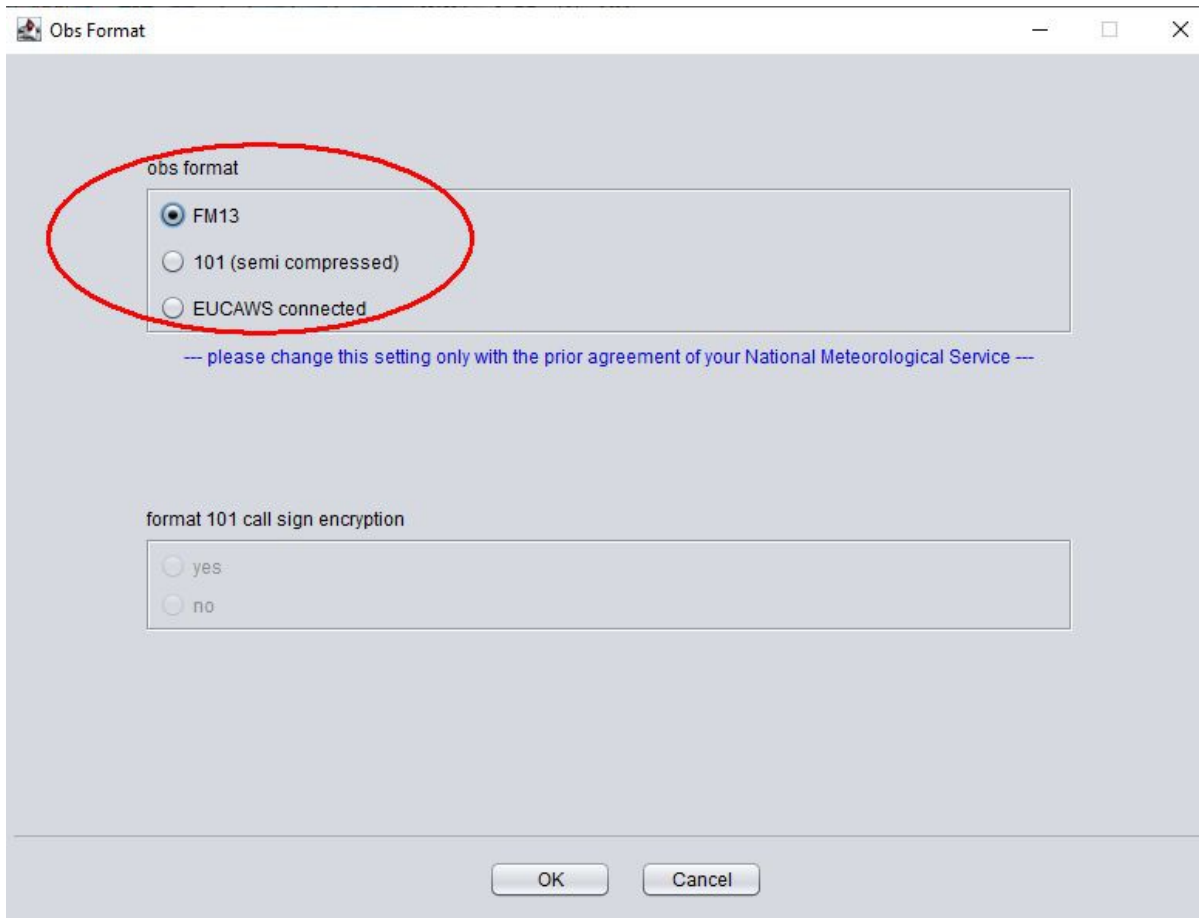 Obs Format
obs format
FM13
101 (semi compressed)
EUCAWS connected
--- please change this setting only with the prior agreement of your National Meteorological Service ---
format 101 call sign encryption
yes
no
OK
Cancel